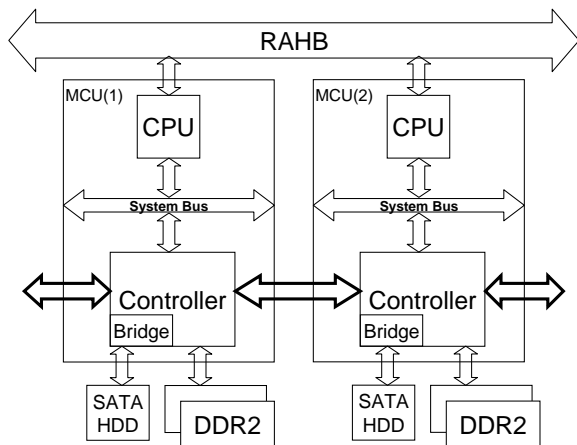 RAHB
MCU(1)
CPU
System Bus
Controller
Bridge
SATA
HDD
DDR2
MCU(2)
CPU
System Bus
Controller
Bridge
SATA
HDD
DDR2